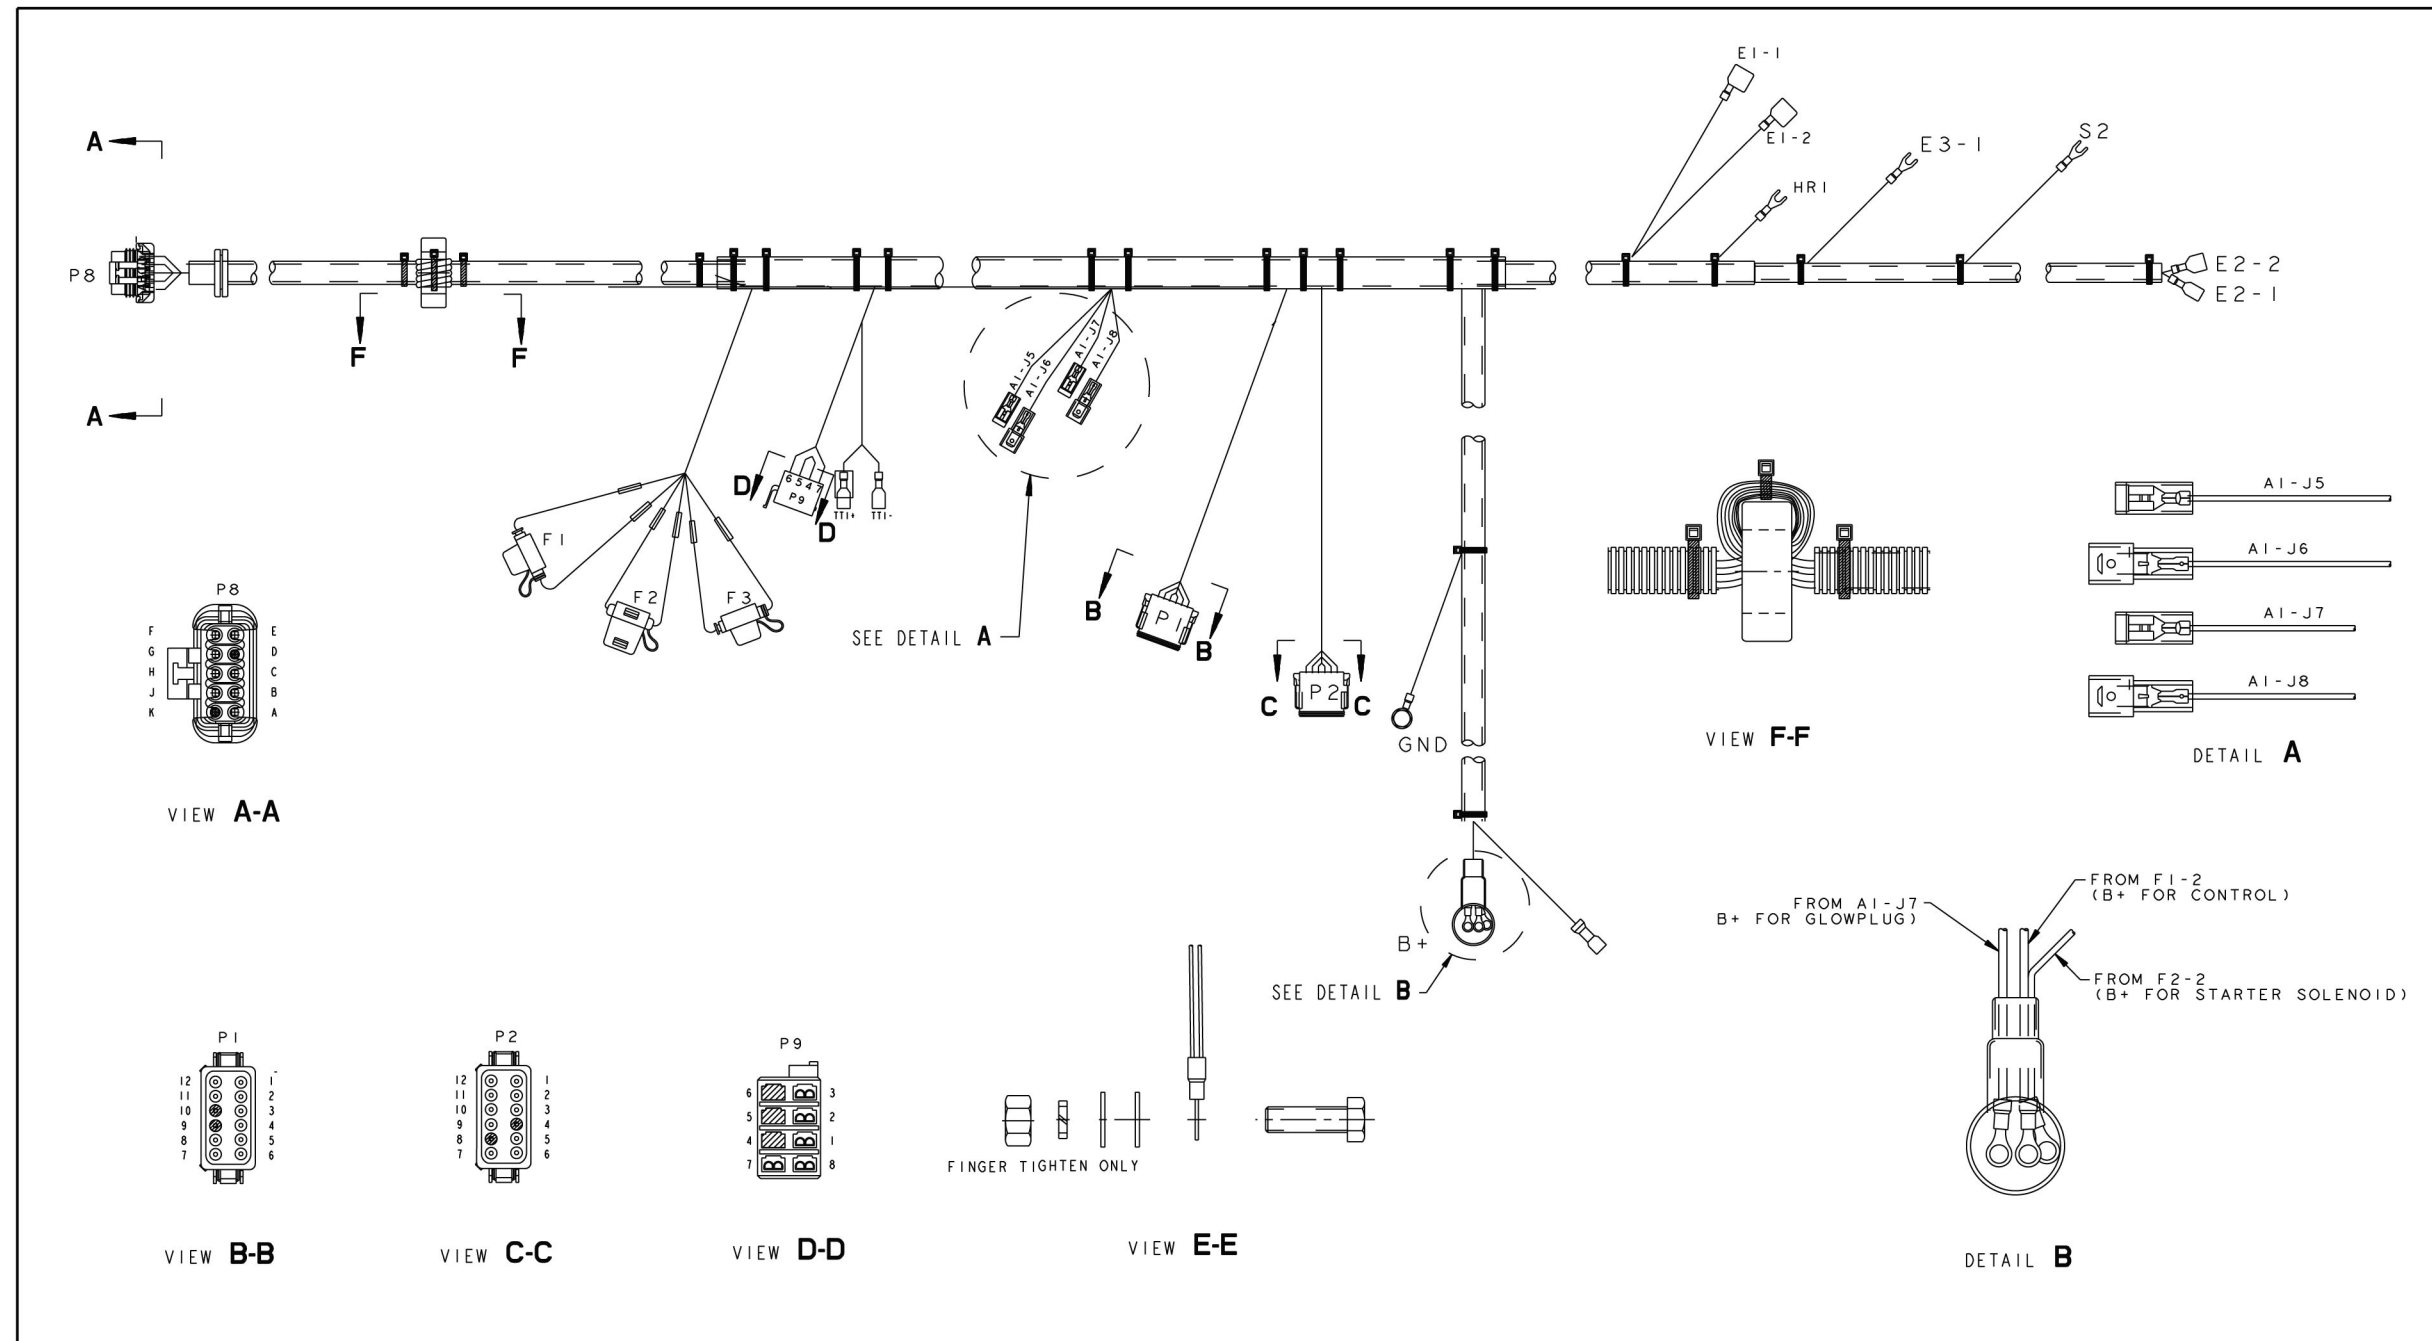 E1-1
E1-2
E3-1
S2
HR1
A
P8
E2-2
E2-1
F
F
A
A1-J5
A1-J6
A1-J7
A1-J8
D
6 5 4 7
P9
D
TT1+
TT1-
F1
F2
F3
SEE DETAIL A
B
P1
B
C
P2
C
GND
VIEW F-F
A1-J5
A1-J6
A1-J7
A1-J8
DETAIL A
P8
F E
G D
H C
J B
K A
VIEW A-A
B+
SEE DETAIL B
FROM A1-J7
B+ FOR GLOWPLUG)
FROM F1-2
(B+ FOR CONTROL)
FROM F2-2
(B+ FOR STARTER SOLENOID)
DETAIL B
P1
12 1
11 2
10 3
9 4
8 5
7 6
VIEW B-B
P2
12 1
11 2
10 3
9 4
8 5
7 6
VIEW C-C
P9
6 3
5 2
4 1
7 8
VIEW D-D
FINGER TIGHTEN ONLY
VIEW E-E